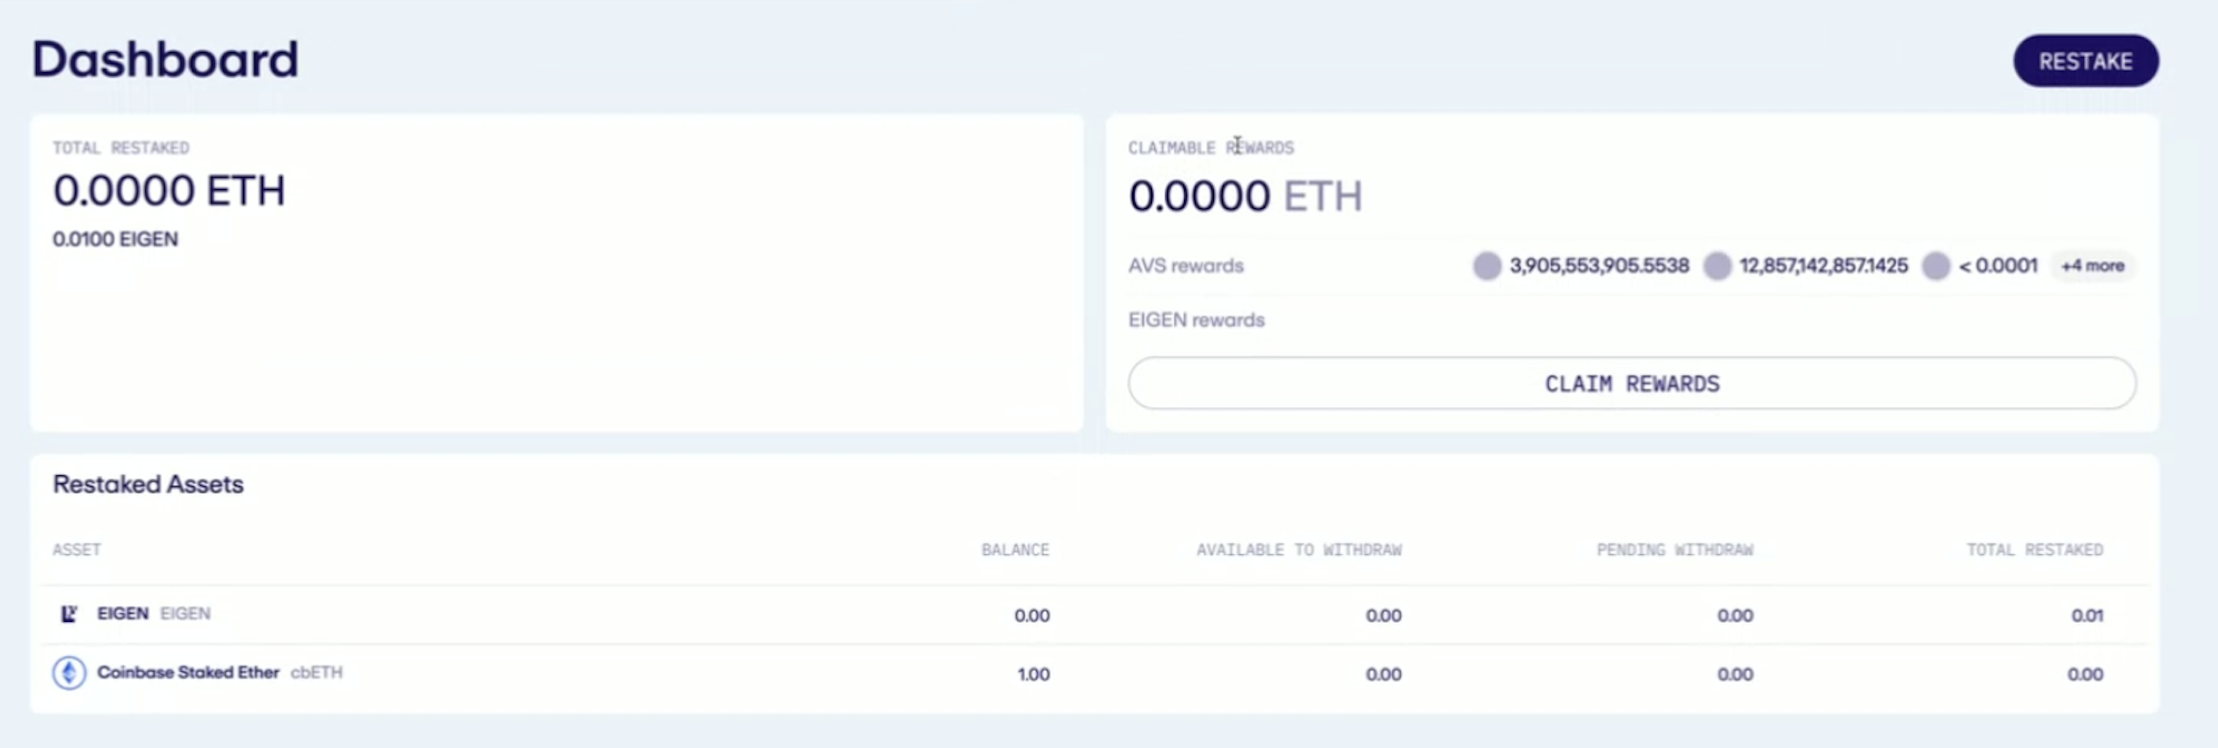 Dashboard
RESTAKE
TOTAL RESTAKED
0.0000 ETH
0.0100 EIGEN
CLAIMABLE REWARDS
0.0000 ETH
AVS rewards 3,905,553,905.5538 12,857,142,857.1425 < 0.0001 +4 more
EIGEN rewards
CLAIM REWARDS
Restaked Assets
ASSET BALANCE AVAILABLE TO WITHDRAW PENDING WITHDRAW TOTAL RESTAKED
EIGEN EIGEN 0.00 0.00 0.00 0.01
Coinbase Staked Ether cbETH 1.00 0.00 0.00 0.00